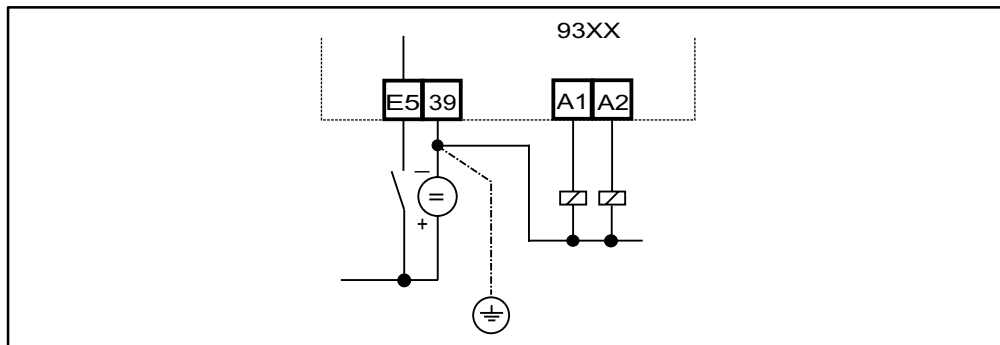 93XX
E5 39 A1 A2
—
=
+